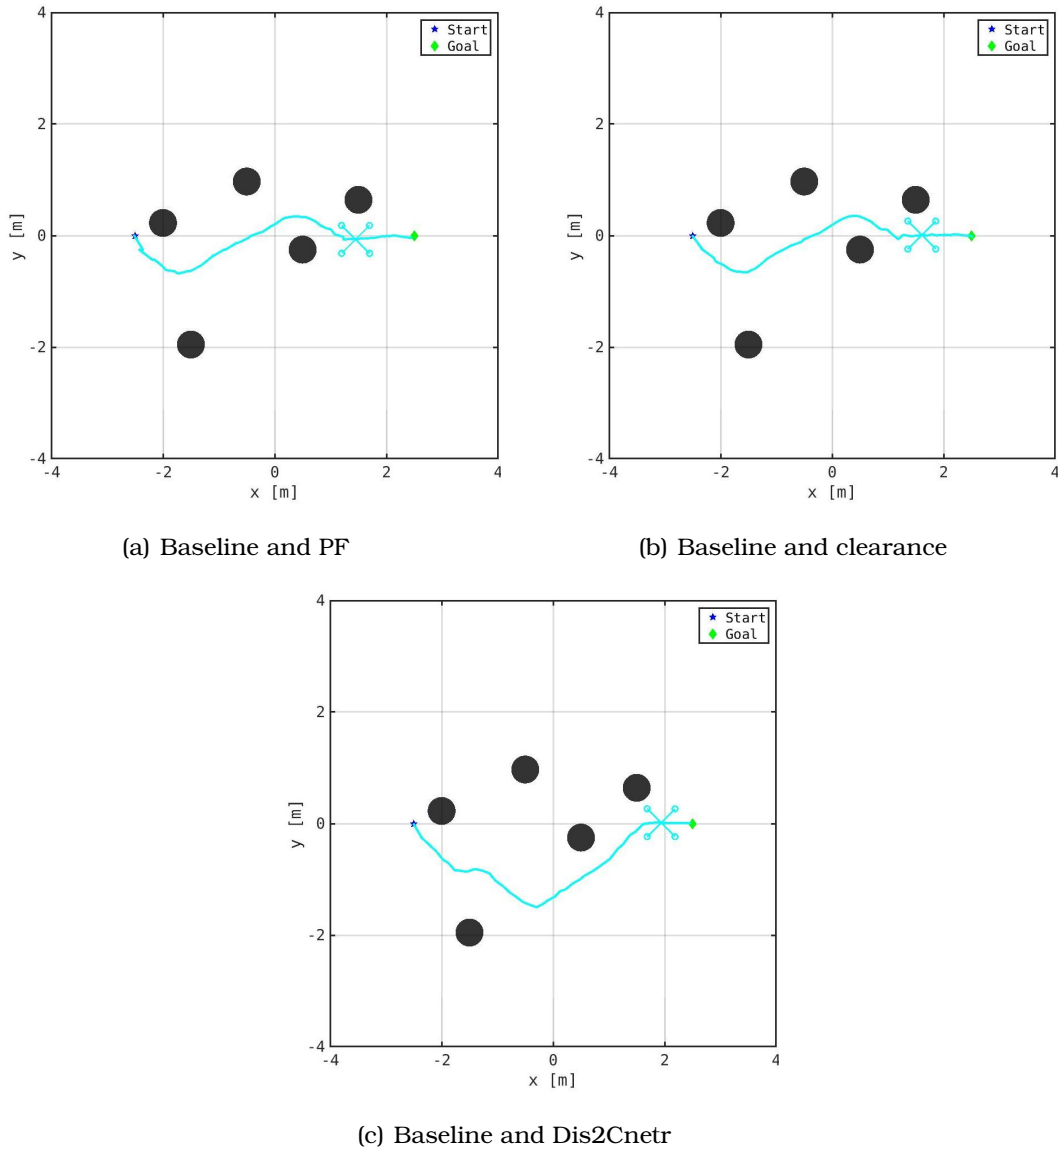 4
2
0
-2
-4
y [m]
-4 -2 0 2 4
x [m]
Start
Goal
(a) Baseline and PF
4
2
0
-2
-4
y [m]
-4 -2 0 2 4
x [m]
Start
Goal
(b) Baseline and clearance
4
2
0
-2
-4
y [m]
-4 -2 0 2 4
x [m]
Start
Goal
(c) Baseline and Dis2Cnetr